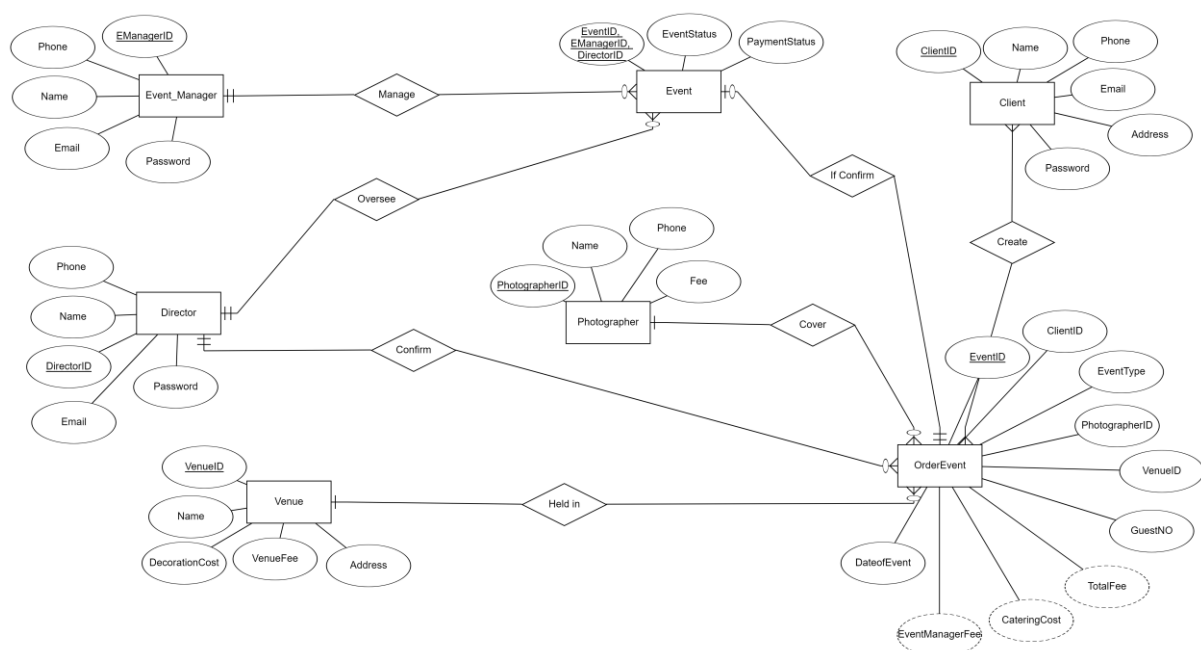 EManagerID
Phone
Name
Event_Manager
Email
Password
Manage
EventID,
EManagerID,
DirectorID
EventStatus
PaymentStatus
Event
ClientID
Name
Phone
Email
Client
Address
Password
If Confirm
Oversee
Create
Phone
Name
Director
DirectorID
Password
Email
Name
Phone
PhotographerID
Fee
Photographer
Cover
Confirm
ClientID
EventID
EventType
PhotographerID
OrderEvent
VenueID
GuestNO
VenueID
Name
Venue
DecorationCost
VenueFee
Address
Held in
DateofEvent
TotalFee
CateringCost
EventManagerFee